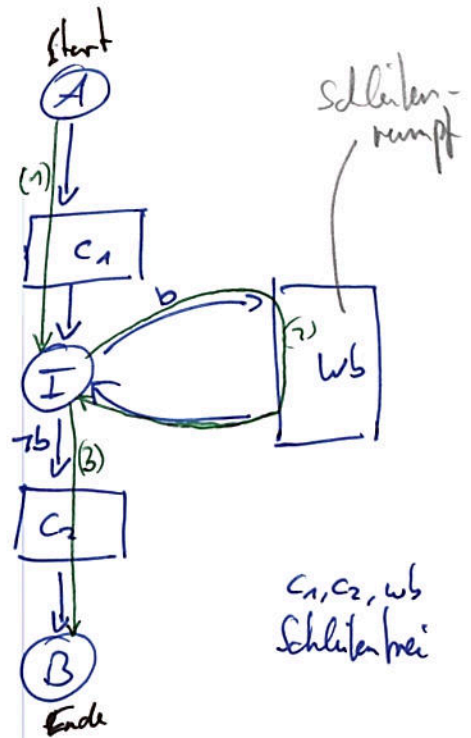 Start
A
Schleifen-
rumpf
(1)
C1
b
(2)
I
wb
¬b
(3)
C2
c1, c2, wb
Schleifenfrei
B
Ende